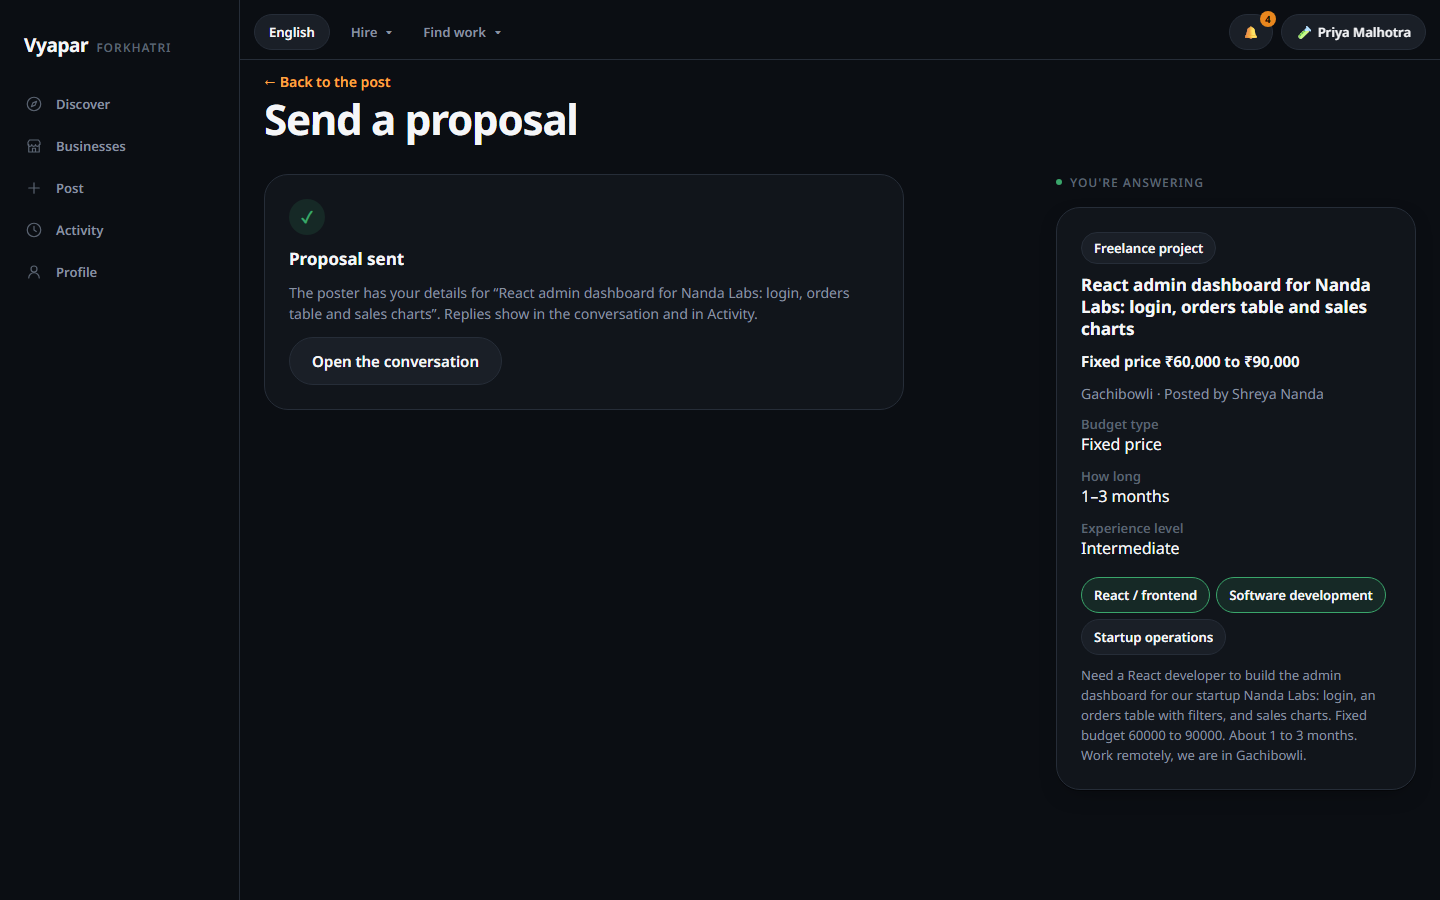 Vyapar FORKHATRI
Discover
Businesses
Post
Activity
Profile
English
Hire
Find work
4
Priya Malhotra
← Back to the post
Send a proposal
✓
Proposal sent
The poster has your details for “React admin dashboard for Nanda Labs: login, orders
table and sales charts”. Replies show in the conversation and in Activity.
Open the conversation
YOU'RE ANSWERING
Freelance project
React admin dashboard for Nanda
Labs: login, orders table and sales
charts
Fixed price ₹60,000 to ₹90,000
Gachibowli · Posted by Shreya Nanda
Budget type
Fixed price
How long
1–3 months
Experience level
Intermediate
React / frontend
Software development
Startup operations
Need a React developer to build the admin
dashboard for our startup Nanda Labs: login, an
orders table with filters, and sales charts. Fixed
budget 60000 to 90000. About 1 to 3 months.
Work remotely, we are in Gachibowli.